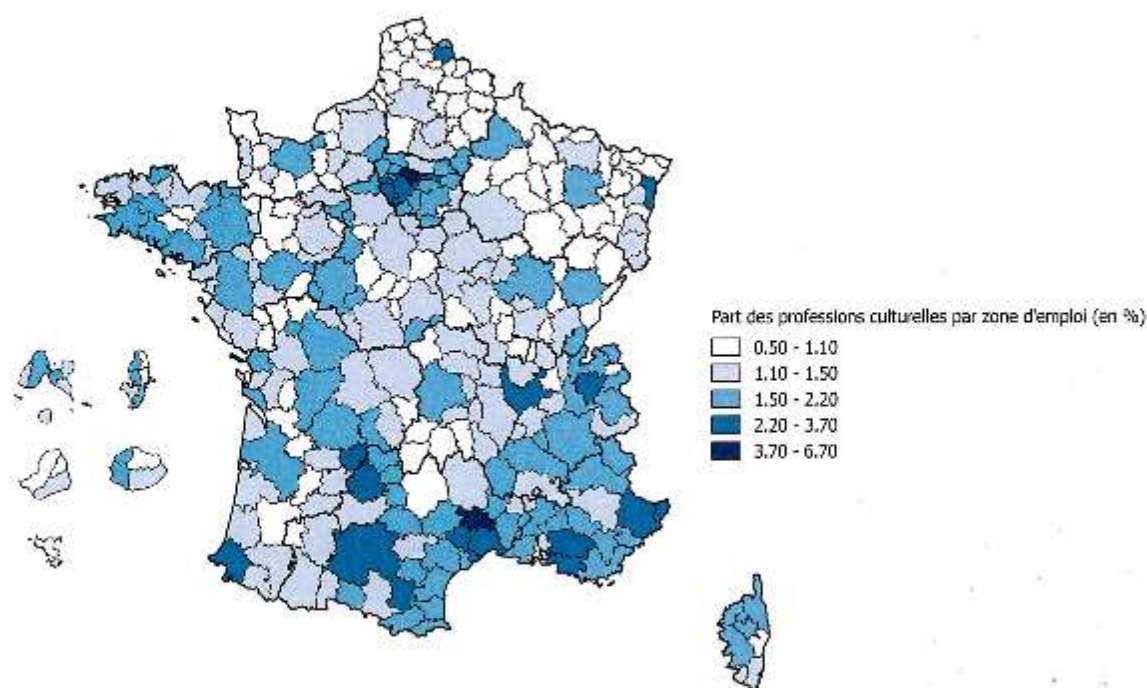 Part des professions culturelles par zone d'emploi (en %)
0.50 - 1.10
1.10 - 1.50
1.50 - 2.20
2.20 - 3.70
3.70 - 6.70